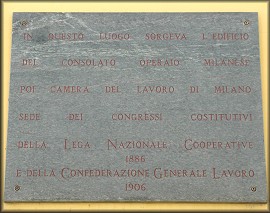 IN QUESTO LUOGO SORGEVA L'EDIFICIO
DEL CONSOLATO OPERAIO MILANESE
POI CAMERA DEL LAVORO DI MILANO
SEDE DEI CONGRESSI COSTITUTIVI
DELLA LEGA NAZIONALE COOPERATIVE
1886
E DELLA CONFEDERAZIONE GENERALE LAVORO
1906